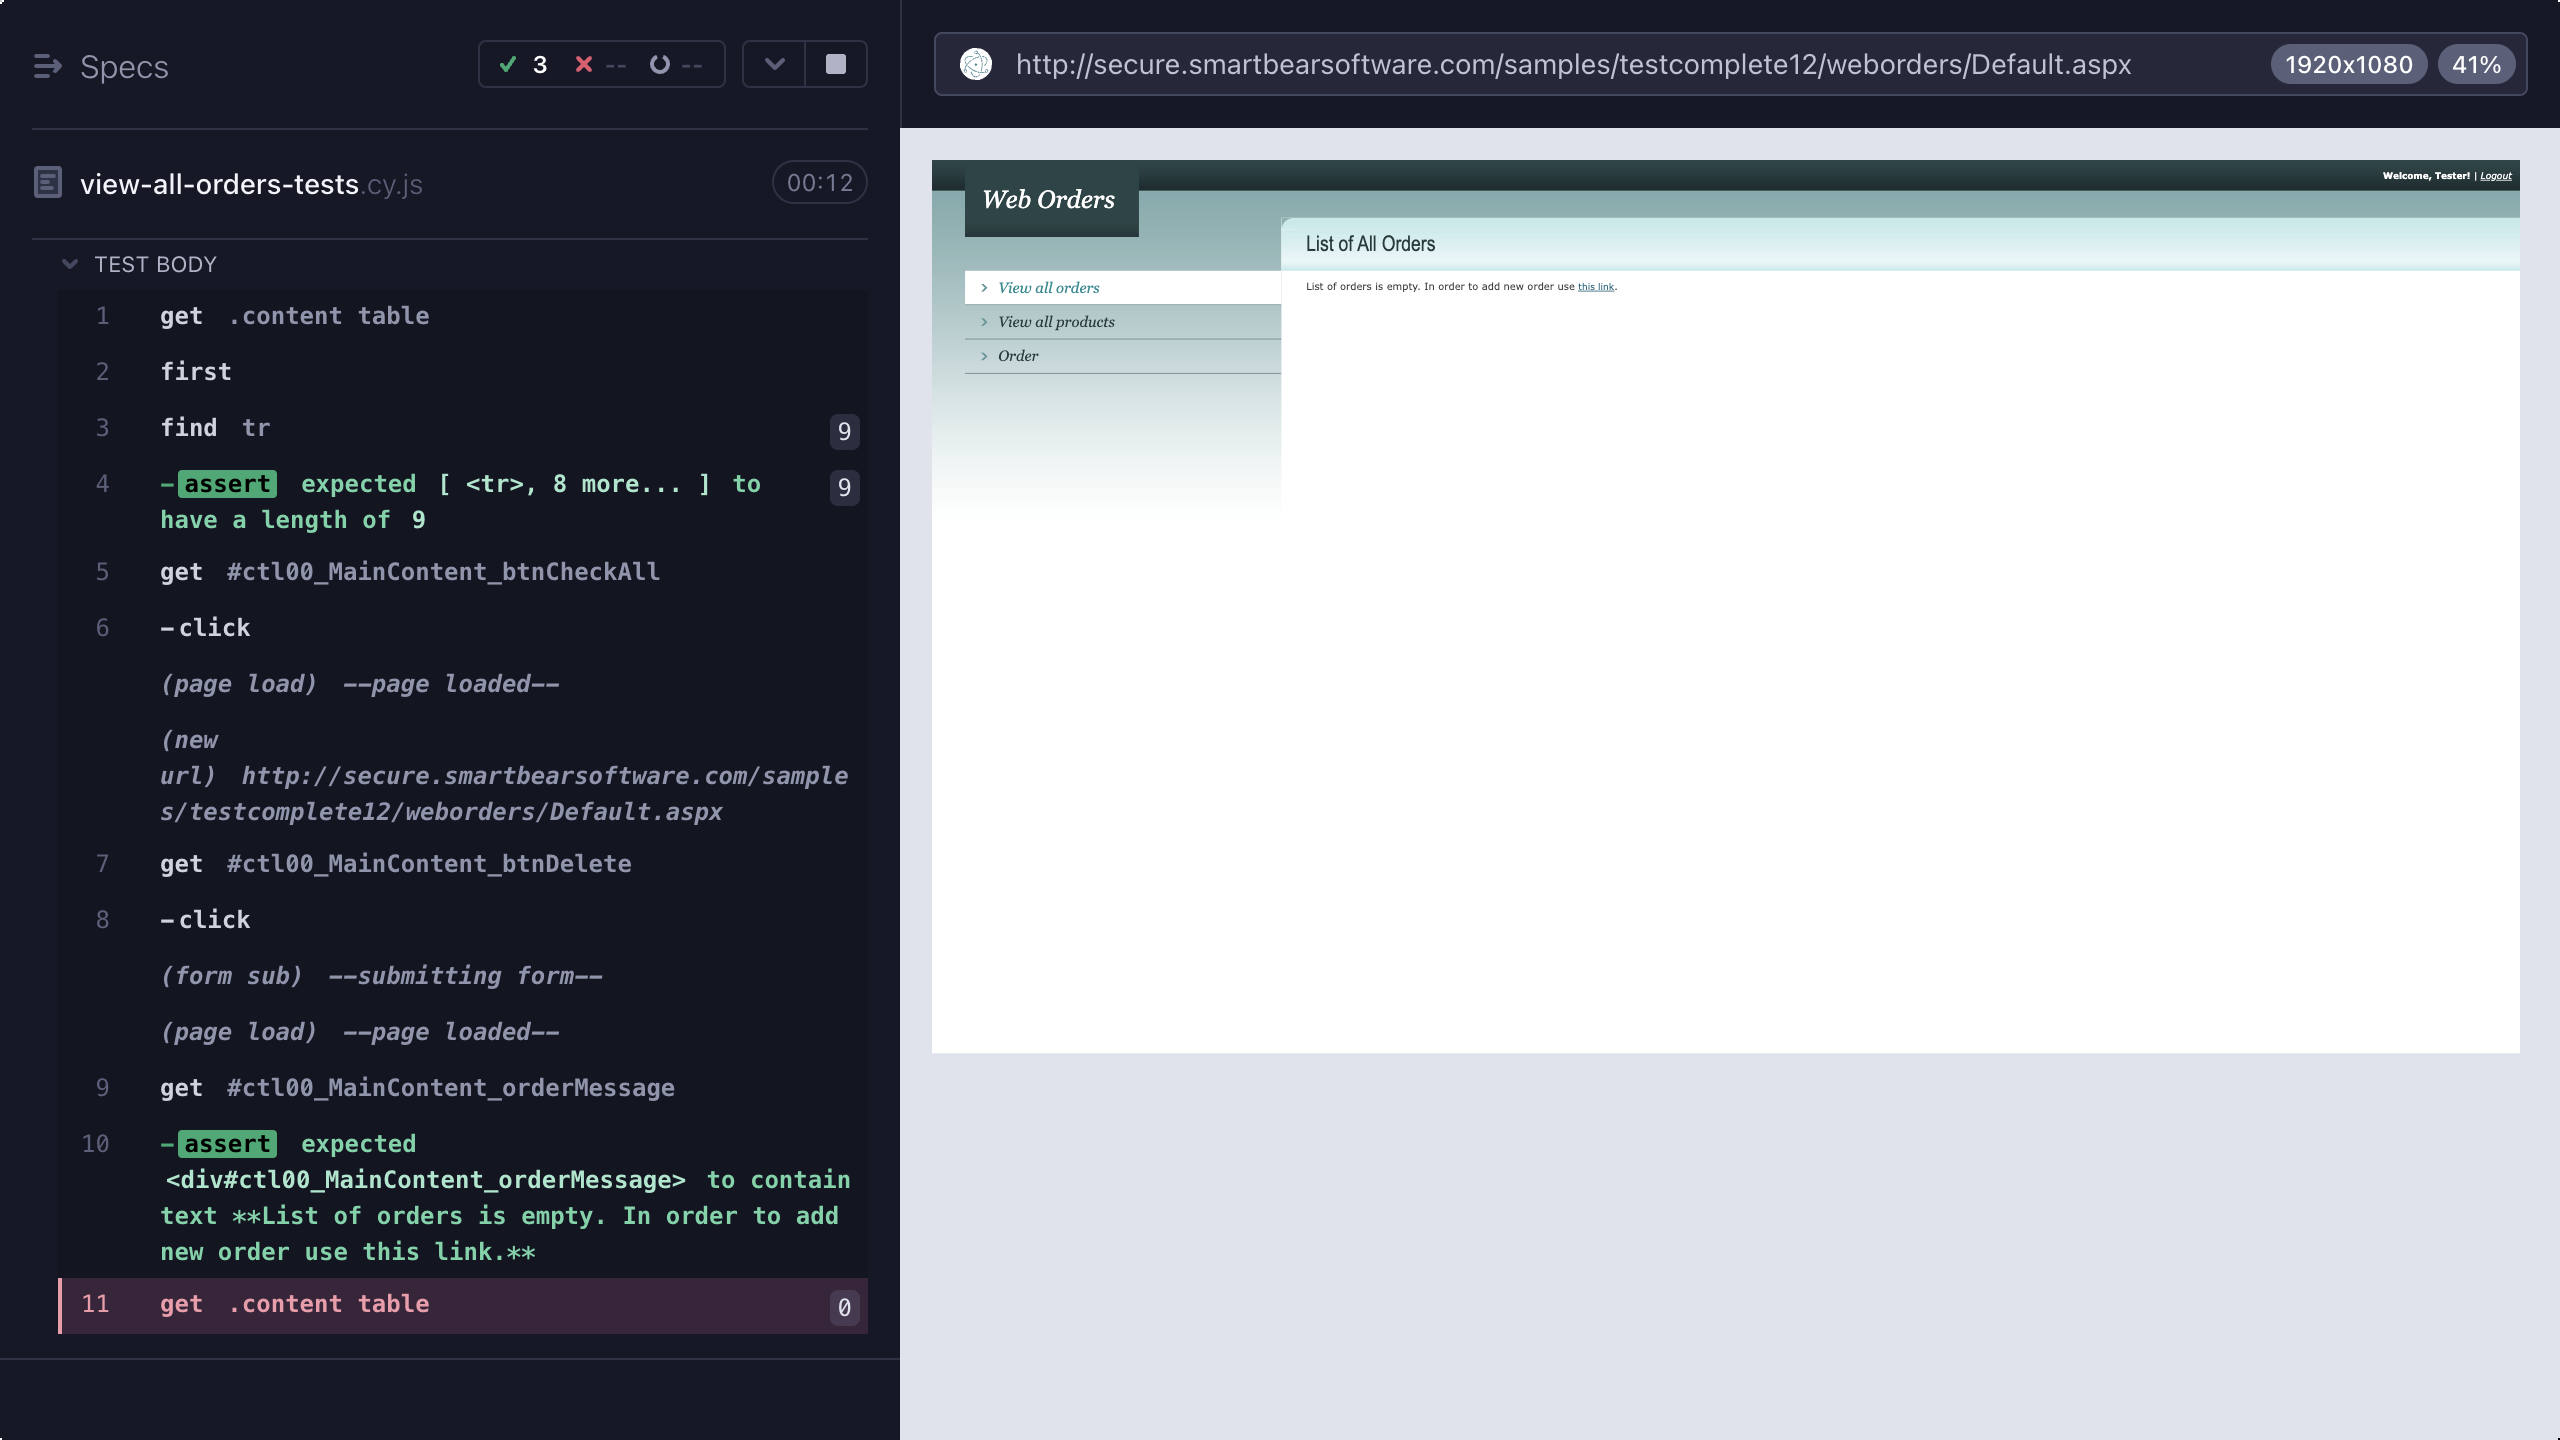 Specs
3 -- --
view-all-orders-tests.cy.js 00:12
TEST BODY
1 get .content table
2 first
3 find tr 9
4 -assert expected [ <tr>, 8 more... ] to 9
have a length of 9
5 get #ctl00_MainContent_btnCheckAll
6 -click
(page load) --page loaded--
(new
url) http://secure.smartbearsoftware.com/sample
s/testcomplete12/weborders/Default.aspx
7 get #ctl00_MainContent_btnDelete
8 -click
(form sub) --submitting form--
(page load) --page loaded--
9 get #ctl00_MainContent_orderMessage
10 -assert expected
<div#ctl00_MainContent_orderMessage> to contain
text **List of orders is empty. In order to add
new order use this link.**
11 get .content table 0
http://secure.smartbearsoftware.com/samples/testcomplete12/weborders/Default.aspx 1920x1080 41%
Welcome, Tester! | Logout
Web Orders
List of All Orders
View all orders
List of orders is empty. In order to add new order use this link.
View all products
Order